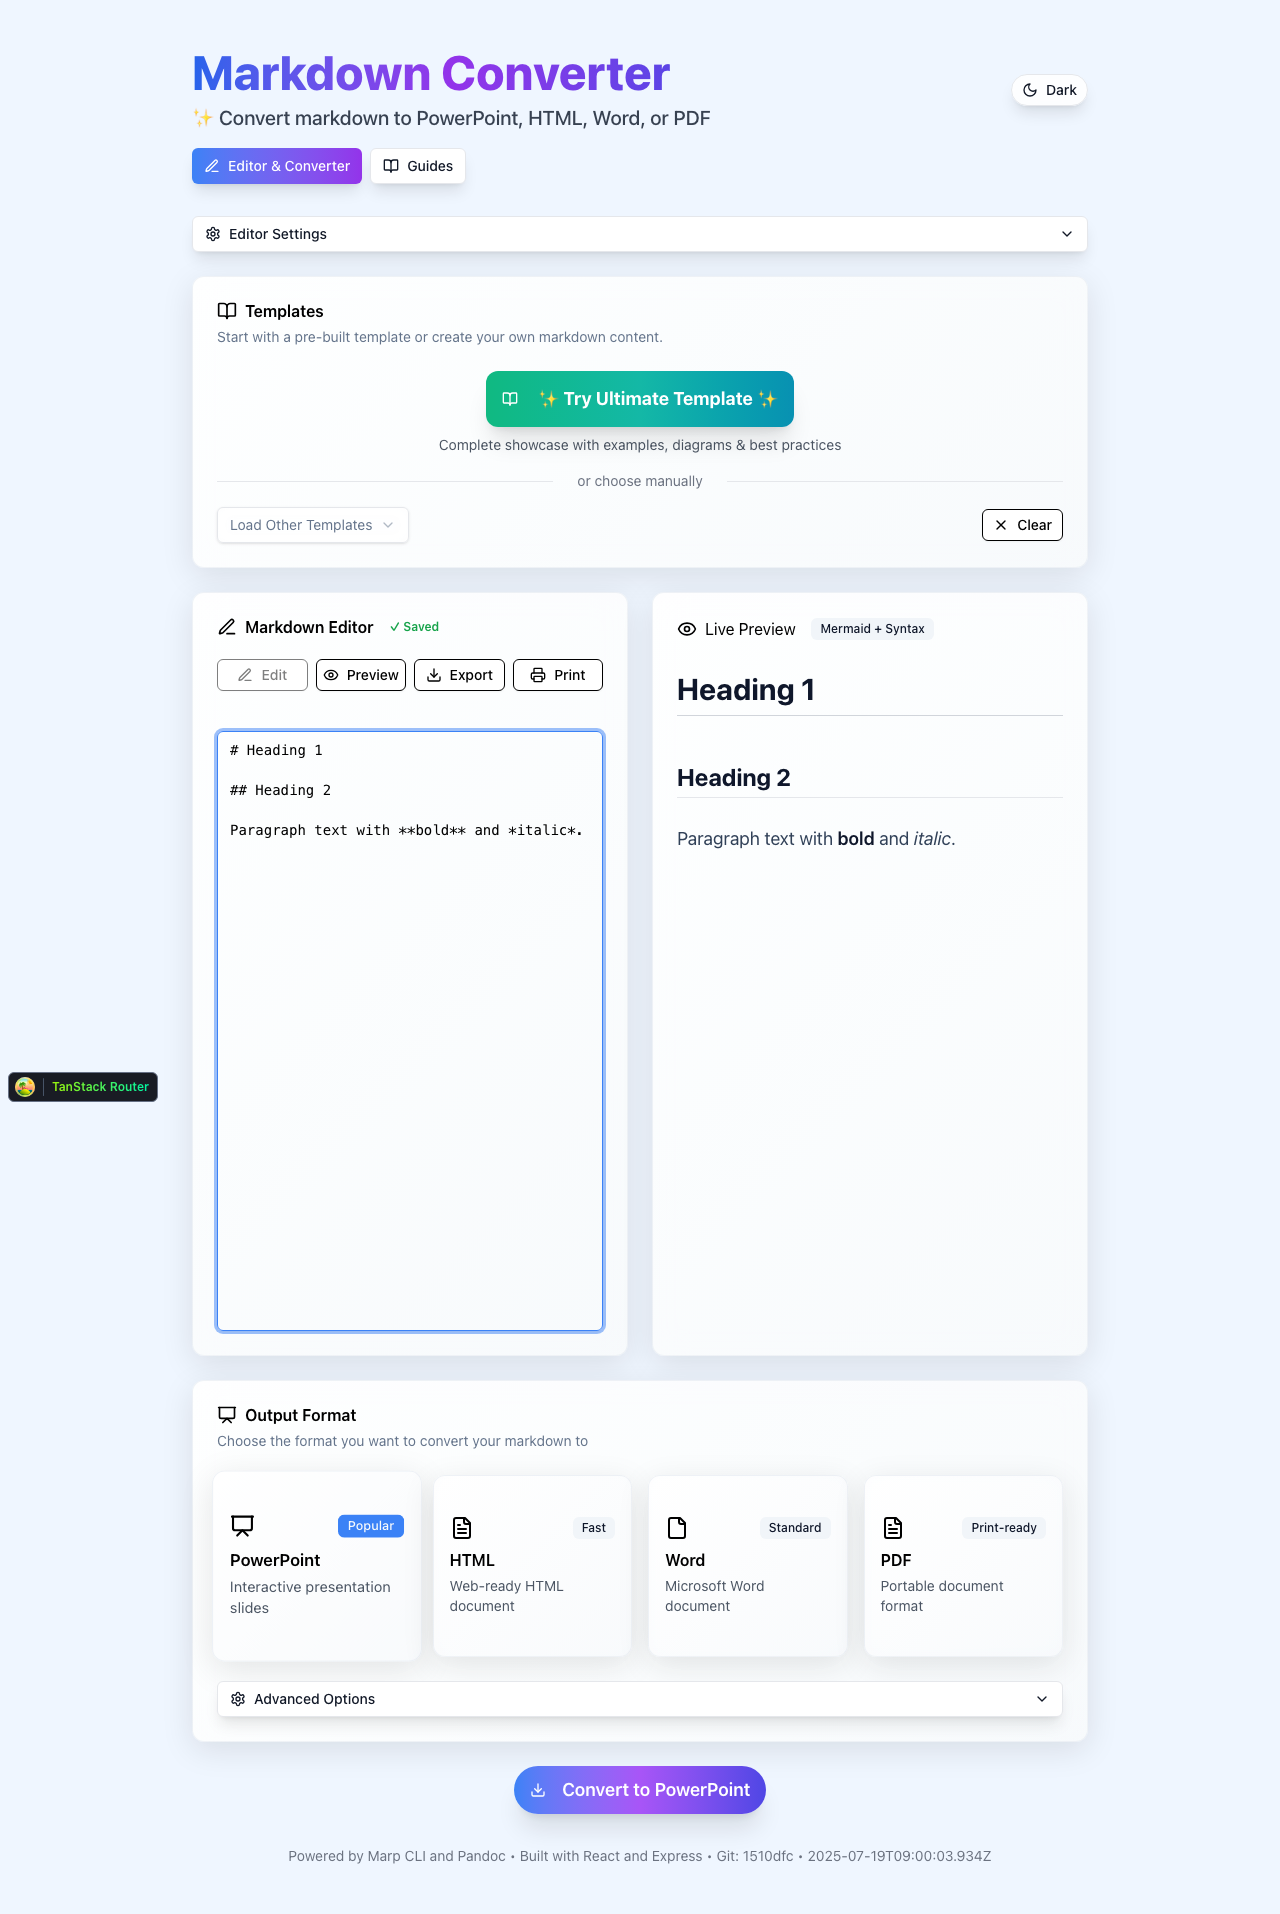 Markdown Converter
✨ Convert markdown to PowerPoint, HTML, Word, or PDF
Dark
Editor & Converter
Guides
Editor Settings
Templates
Start with a pre-built template or create your own markdown content.
✨ Try Ultimate Template ✨
Complete showcase with examples, diagrams & best practices
or choose manually
Load Other Templates
Clear
Markdown Editor
✓ Saved
Edit
Preview
Export
Print
# Heading 1
## Heading 2
Paragraph text with **bold** and *italic*.
Live Preview
Mermaid + Syntax
Heading 1
Heading 2
Paragraph text with bold and italic.
TanStack Router
Output Format
Choose the format you want to convert your markdown to
Popular
PowerPoint
Interactive presentation
slides
Fast
HTML
Web-ready HTML
document
Standard
Word
Microsoft Word
document
Print-ready
PDF
Portable document
format
Advanced Options
Convert to PowerPoint
Powered by Marp CLI and Pandoc • Built with React and Express • Git: 1510dfc • 2025-07-19T09:00:03.934Z